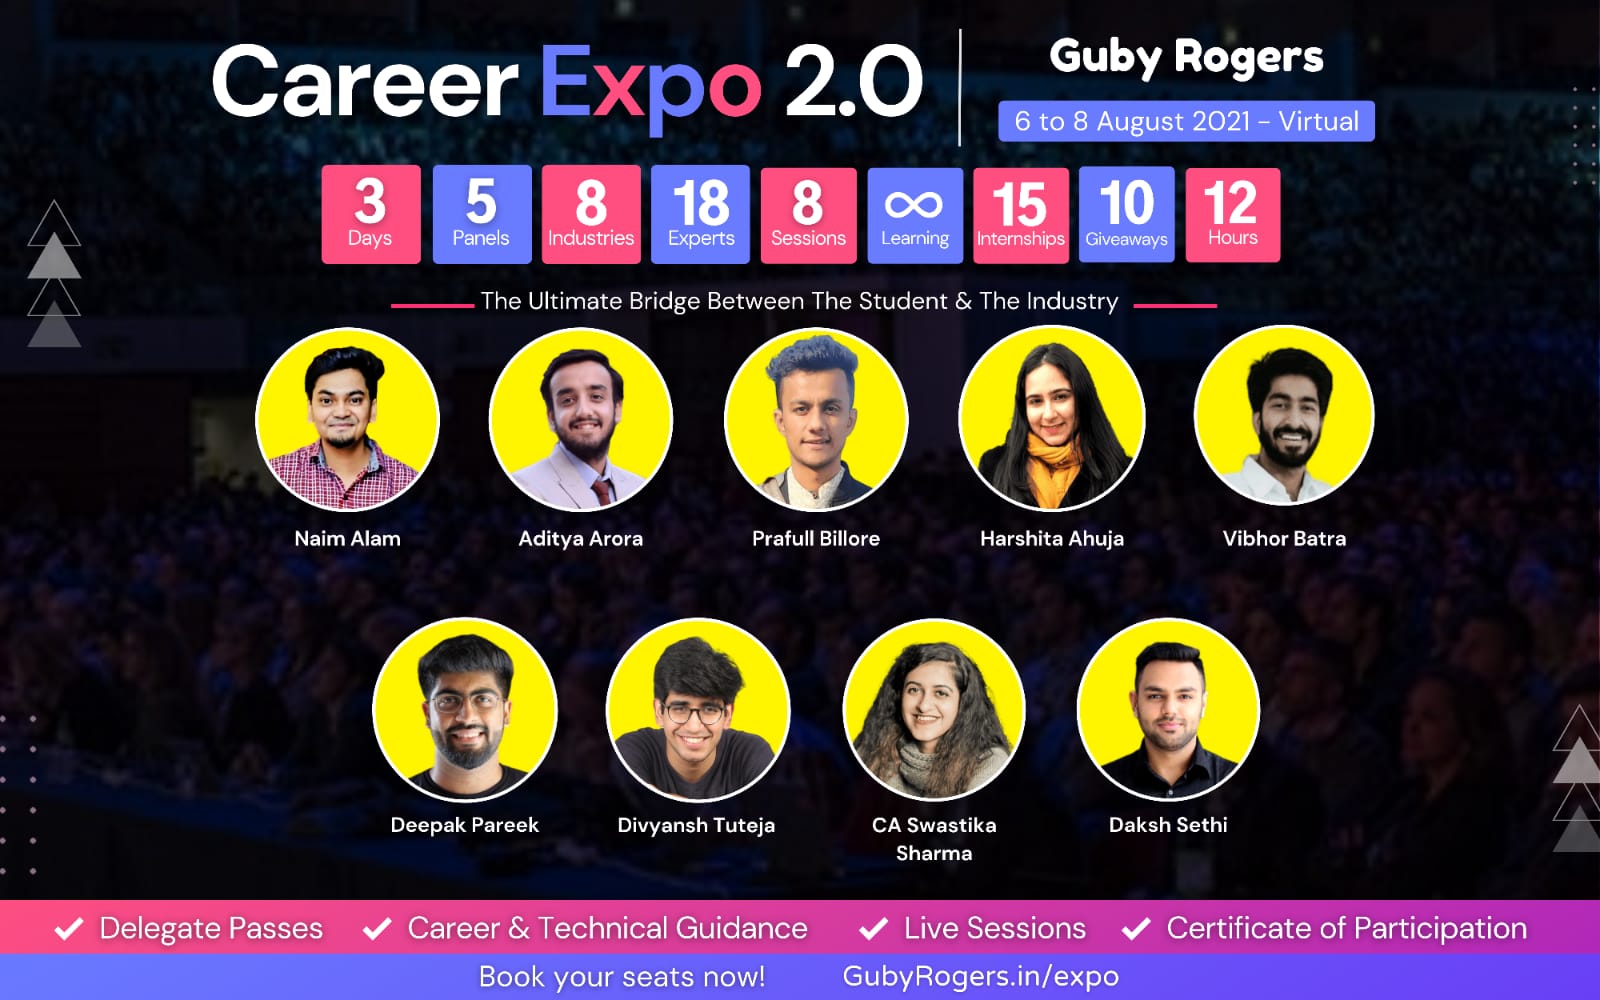 Career Expo 2.0
Guby Rogers
6 to 8 August 2021 - Virtual
3
Days
5
Panels
8
Industries
18
Experts
8
Sessions
∞
Learning
15
Internships
10
Giveaways
12
Hours
The Ultimate Bridge Between The Student & The Industry
Naim Alam
Aditya Arora
Prafull Billore
Harshita Ahuja
Vibhor Batra
Deepak Pareek
Divyansh Tuteja
CA Swastika
Sharma
Daksh Sethi
Delegate Passes
Career & Technical Guidance
Live Sessions
Certificate of Participation
Book your seats now!
GubyRogers.in/expo